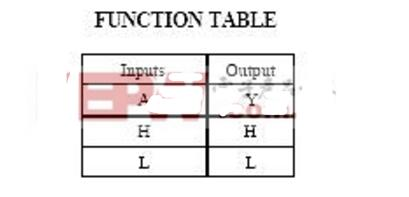 FUNCTION TABLE
Inputs Output
A Y
H H
L L